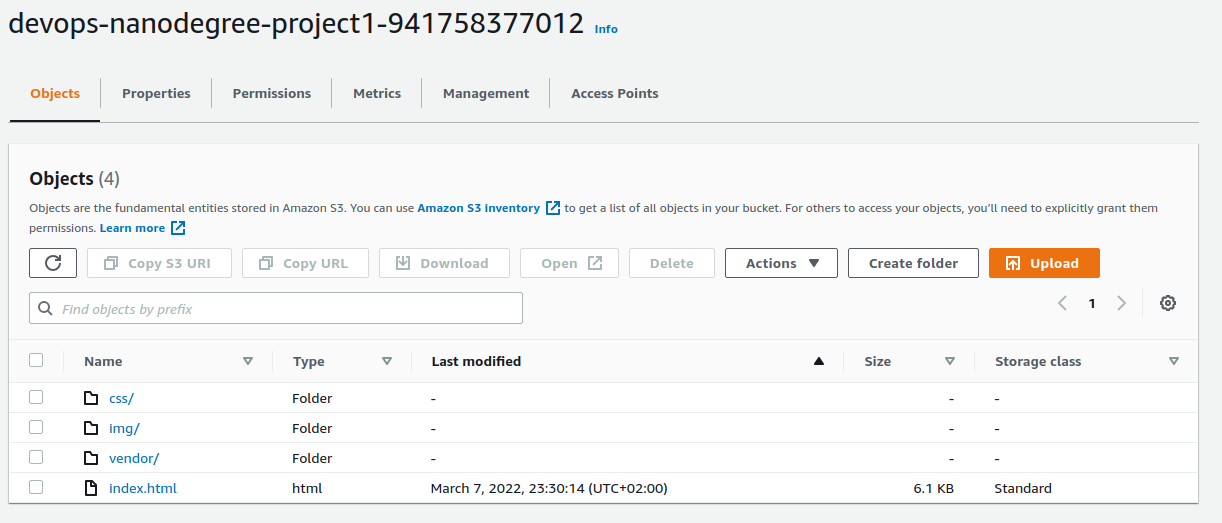 devops-nanodegree-project1-941758377012 Info
Objects Properties Permissions Metrics Management Access Points
Objects (4)
Objects are the fundamental entities stored in Amazon S3. You can use Amazon S3 inventory to get a list of all objects in your bucket. For others to access your objects, you'll need to explicitly grant them
permissions. Learn more
Copy S3 URI Copy URL Download Open Delete Actions Create folder Upload
Find objects by prefix 1
Name Type Last modified Size Storage class
css/ Folder - - -
img/ Folder - - -
vendor/ Folder - - -
index.html html March 7, 2022, 23:30:14 (UTC+02:00) 6.1 KB Standard